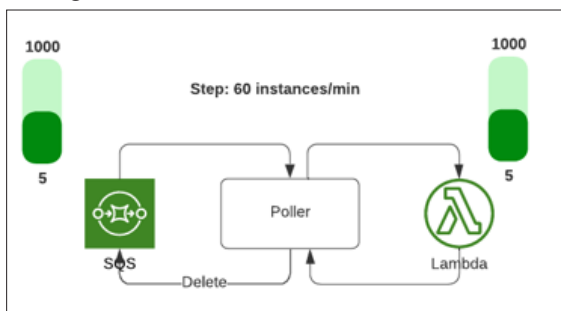 1000
1000
Step: 60 instances/min
5
5
Poller
SQS
Lambda
Delete